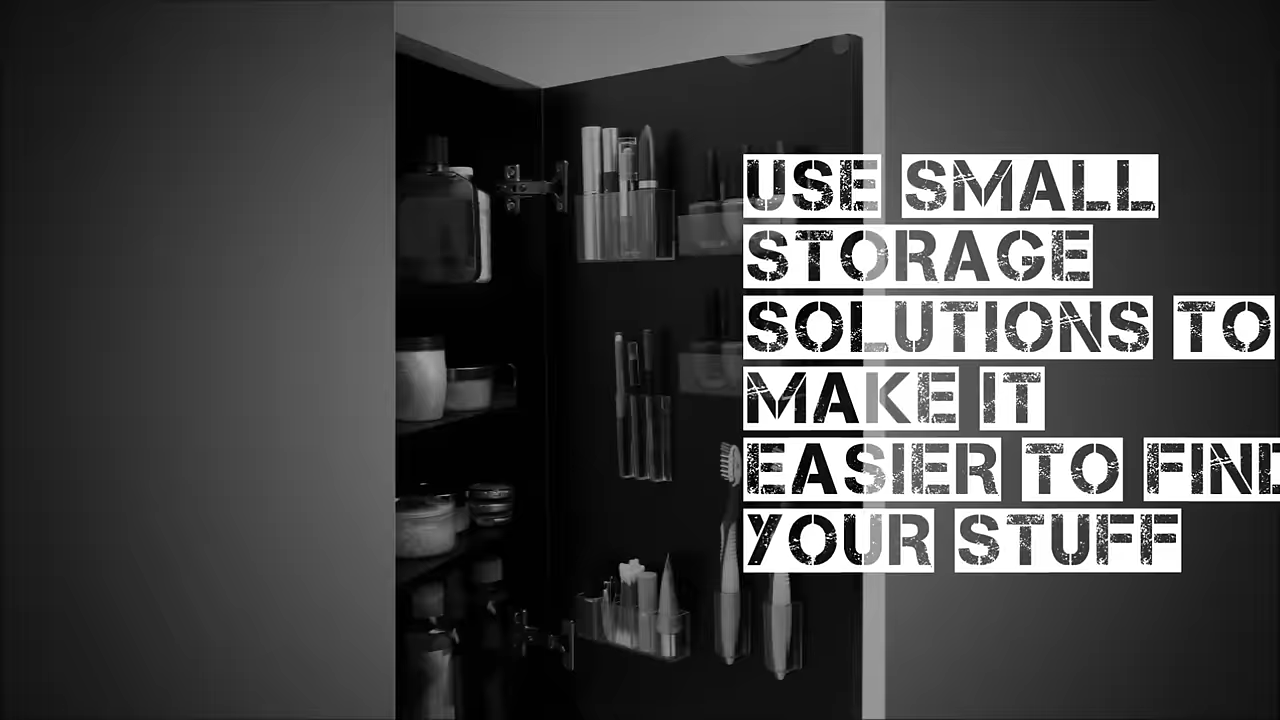 USE SMALL
STORAGE
SOLUTIONS TO
MAKE IT
EASIER TO FIND
YOUR STUFF